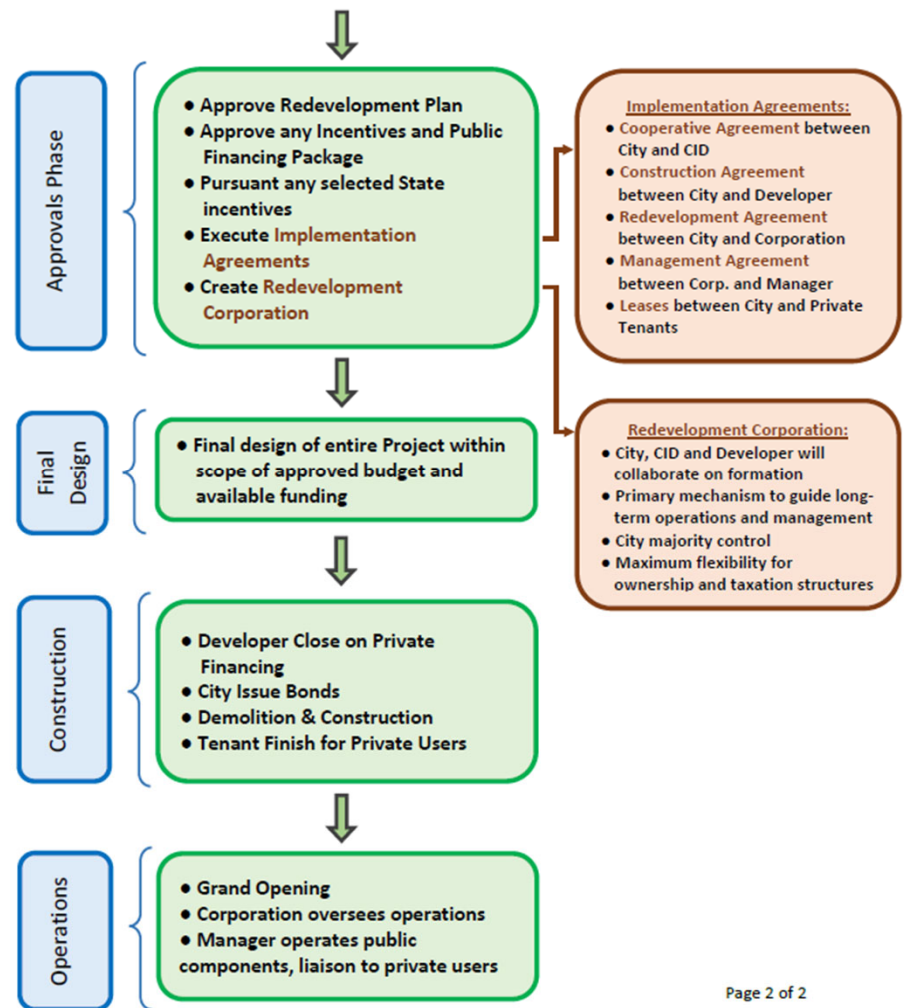 Approvals Phase
● Approve Redevelopment Plan
● Approve any Incentives and Public
Financing Package
● Pursuant any selected State
incentives
● Execute Implementation
Agreements
● Create Redevelopment
Corporation
Implementation Agreements:
● Cooperative Agreement between
City and CID
● Construction Agreement
between City and Developer
● Redevelopment Agreement
between City and Corporation
● Management Agreement
between Corp. and Manager
● Leases between City and Private
Tenants
Redevelopment Corporation:
● City, CID and Developer will
collaborate on formation
● Primary mechanism to guide long-
term operations and management
● City majority control
● Maximum flexibility for
ownership and taxation structures
Final
Design
● Final design of entire Project within
scope of approved budget and
available funding
Construction
● Developer Close on Private
Financing
● City Issue Bonds
● Demolition & Construction
● Tenant Finish for Private Users
Operations
● Grand Opening
● Corporation oversees operations
● Manager operates public
components, liaison to private users
Page 2 of 2